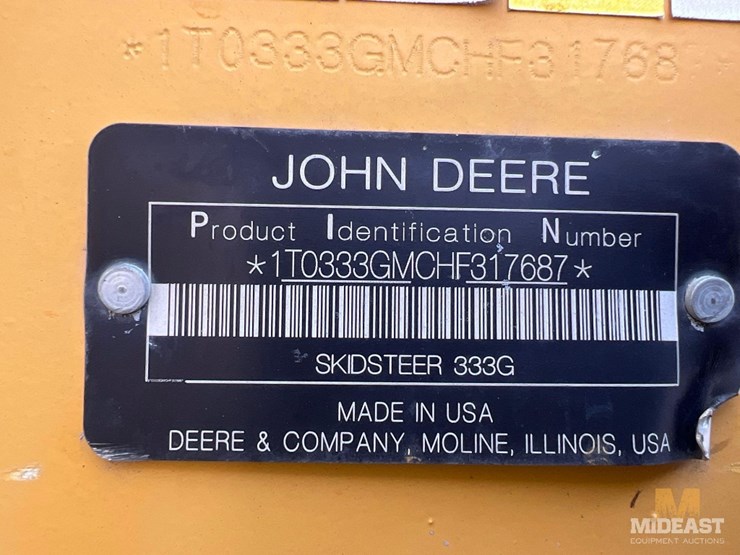 *1T0333GMCHF31768
JOHN DEERE
Product Identification Number
*1T0333GMCHF317687*
SKIDSTEER 333G
MADE IN USA
DEERE & COMPANY, MOLINE, ILLINOIS, USA
M
MIDEAST
EQUIPMENT AUCTIONS